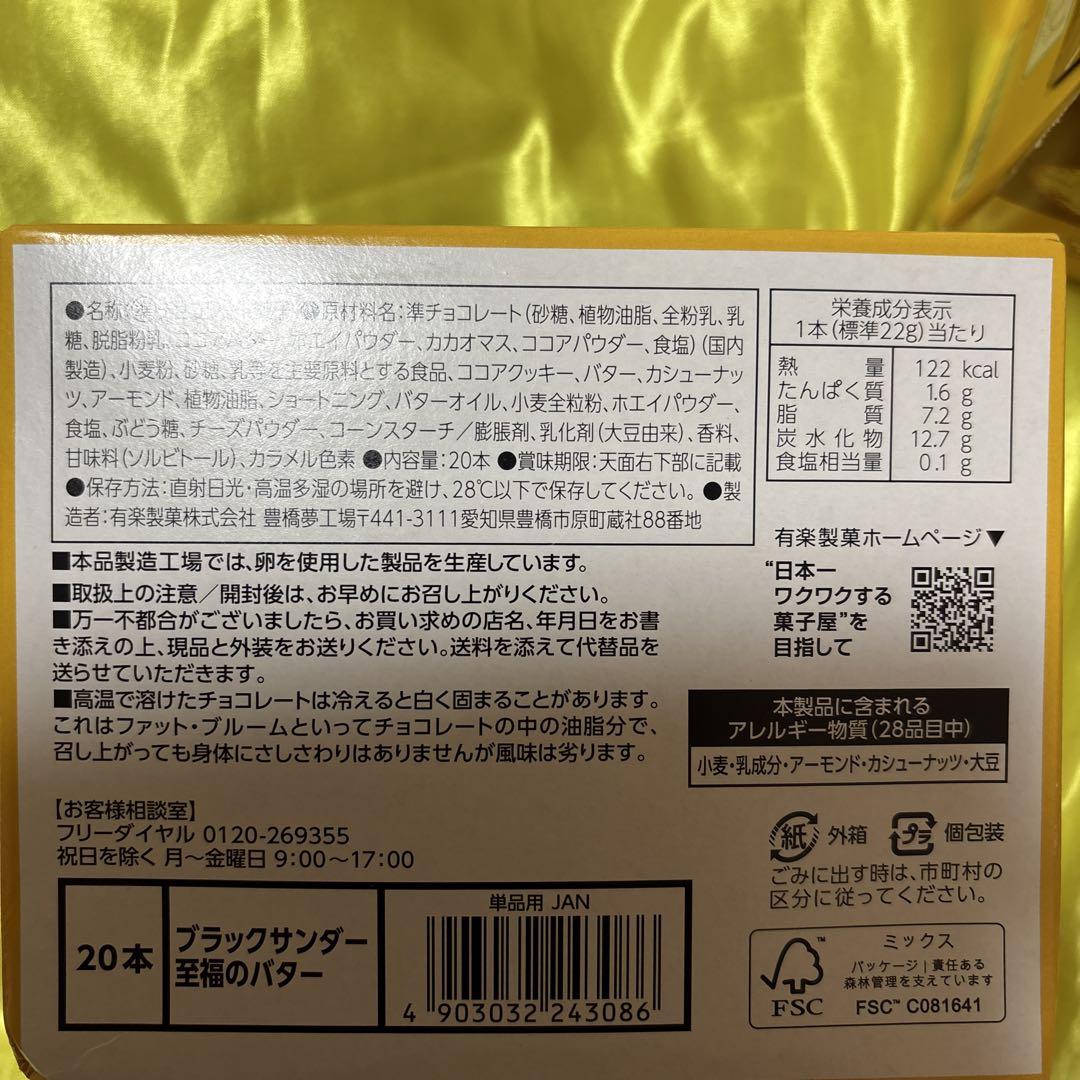 ●名称: ●原材料名:準チョコレート(砂糖、植物油脂、全粉乳、乳
糖、脱脂粉乳、 ホエイパウダー、カカオマス、ココアパウダー、食塩)(国内
製造)、小麦粉、砂糖、乳等を主要原料とする食品、ココアクッキー、バター、カシューナッ
ツ、アーモンド、植物油脂、ショートニング、バターオイル、小麦全粒粉、ホエイパウダー、
食塩、ぶどう糖、チーズパウダー、コーンスターチ/膨脹剤、乳化剤(大豆由来)、香料、
甘味料(ソルビトール)、カラメル色素 ●内容量:20本 ●賞味期限:天面右下部に記載
●保存方法:直射日光・高温多湿の場所を避け、28℃以下で保存してください。 ●製
造者:有楽製菓株式会社 豊橋夢工場〒441-3111愛知県豊橋市原町蔵社88番地
栄養成分表示
1本(標準22g)当たり
熱量 122 kcal
たんぱく質 1.6 g
脂質 7.2 g
炭水化物 12.7 g
食塩相当量 0.1 g
■本品製造工場では、卵を使用した製品を生産しています。
■取扱上の注意/開封後は、お早めにお召し上がりください。
■万一不都合がございましたら、お買い求めの店名、年月日をお書
き添えの上、現品と外装をお送りください。送料を添えて代替品を
送らせていただきます。
■高温で溶けたチョコレートは冷えると白く固まることがあります。
これはファット・ブルームといってチョコレートの中の油脂分で、
召し上がっても身体にさしさわりはありませんが風味は劣ります。
有楽製菓ホームページ▼
“日本一
ワクワクする
菓子屋”を
目指して
本製品に含まれる
アレルギー物質(28品目中)
小麦・乳成分・アーモンド・カシューナッツ・大豆
【お客様相談室】
フリーダイヤル 0120-269355
祝日を除く 月～金曜日 9:00～17:00
紙 外箱 プラ 個包装
ごみに出す時は、市町村の
区分に従ってください。
20本
ブラックサンダー
至福のバター
単品用 JAN
4 903032 243086
FSC
ミックス
パッケージ|責任ある
森林管理を支えています
FSC™ C081641